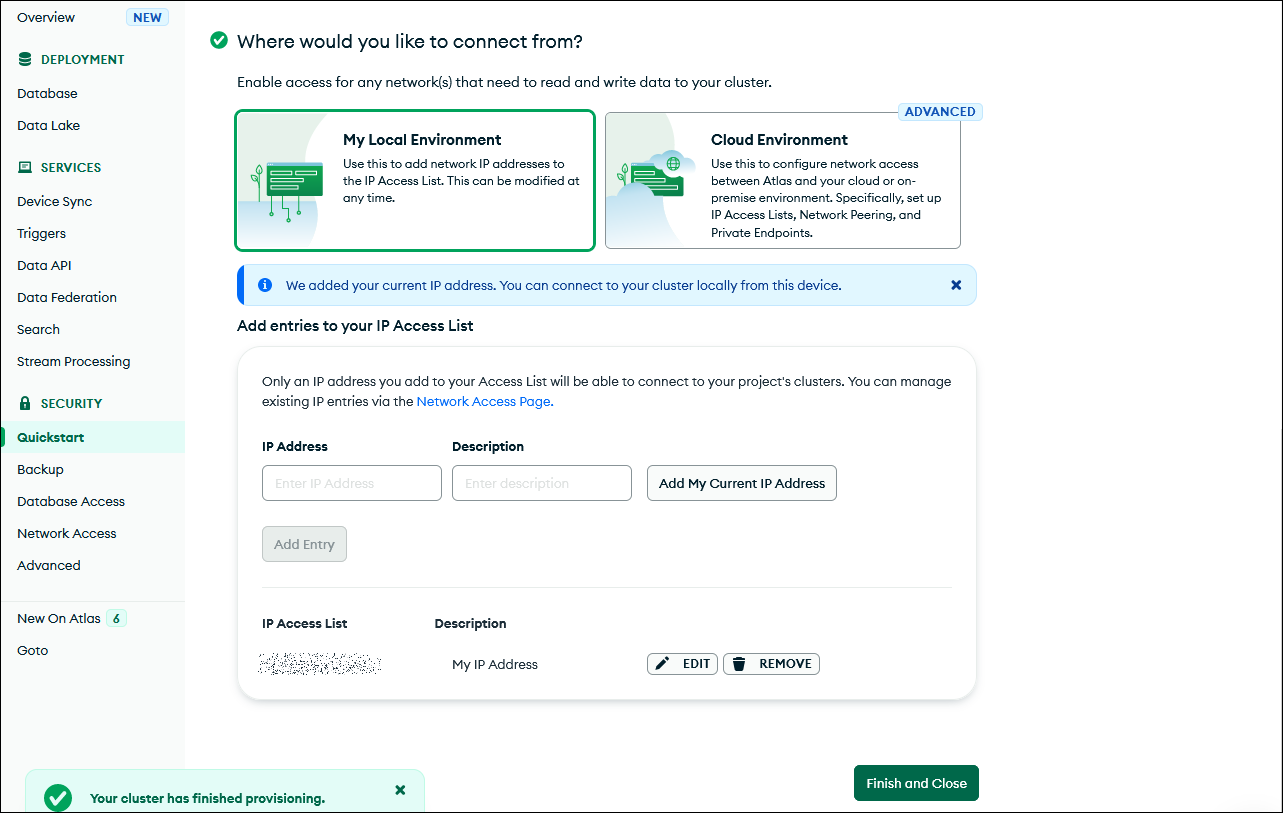 Overview NEW
DEPLOYMENT
Database
Data Lake
SERVICES
Device Sync
Triggers
Data API
Data Federation
Search
Stream Processing
SECURITY
Quickstart
Backup
Database Access
Network Access
Advanced
New On Atlas 6
Goto
Where would you like to connect from?
Enable access for any network(s) that need to read and write data to your cluster.
My Local Environment
Use this to add network IP addresses to
the IP Access List. This can be modified at
any time.
ADVANCED
Cloud Environment
Use this to configure network access
between Atlas and your cloud or on-
premise environment. Specifically, set up
IP Access Lists, Network Peering, and
Private Endpoints.
We added your current IP address. You can connect to your cluster locally from this device.
Add entries to your IP Access List
Only an IP address you add to your Access List will be able to connect to your project's clusters. You can manage
existing IP entries via the Network Access Page.
IP Address Description
Enter IP Address Enter description Add My Current IP Address
Add Entry
IP Access List Description
My IP Address EDIT REMOVE
Your cluster has finished provisioning.
Finish and Close